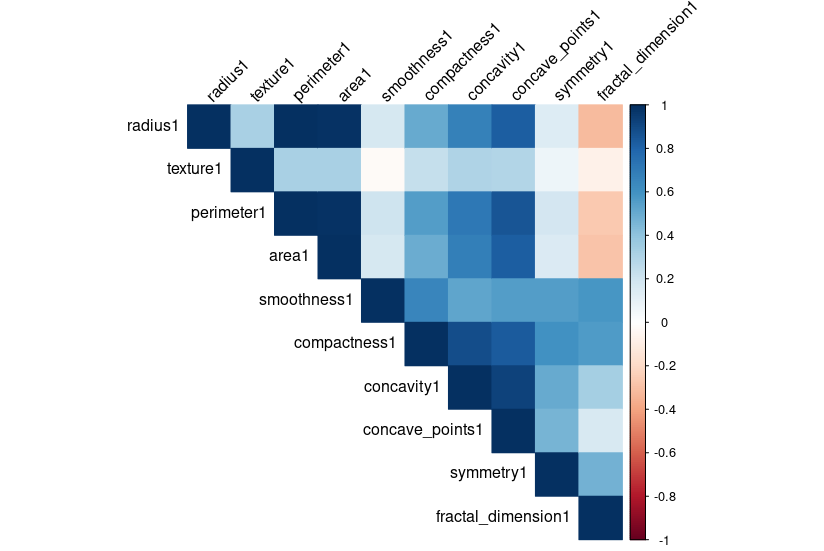 radius1
texture1
perimeter1
area1
smoothness1
compactness1
concavity1
concave_points1
symmetry1
fractal_dimension1
radius1
texture1
perimeter1
area1
smoothness1
compactness1
concavity1
concave_points1
symmetry1
fractal_dimension1
1
0.8
0.6
0.4
0.2
0
-0.2
-0.4
-0.6
-0.8
-1